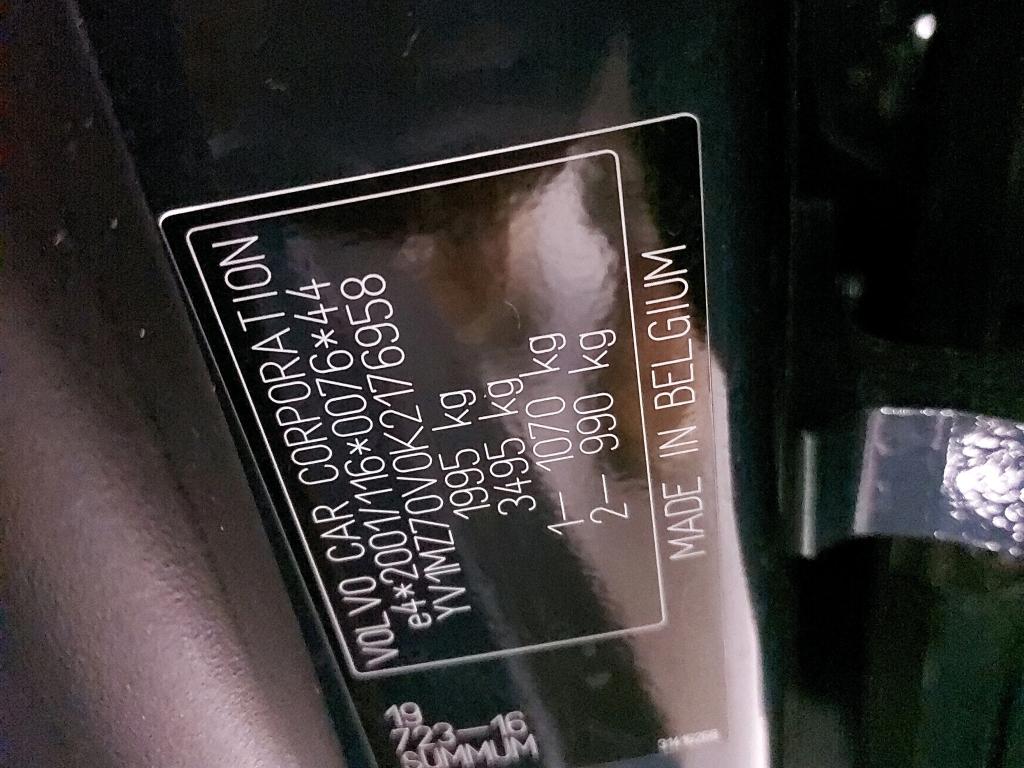 VOLVO CAR CORPORATION
e4*2001/116*0076*44
YV1MZ70V0K2176958
1995 kg
3495 kg
1– 1070 kg
2– 990 kg
MADE IN BELGIUM
19
723–16
SUMMUM